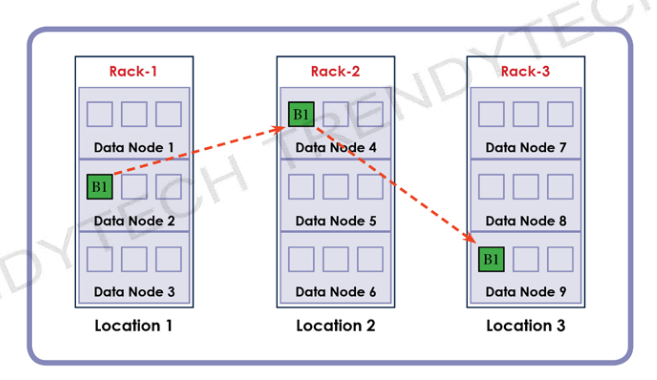 Rack-1
B1
Data Node 1
Data Node 2
Data Node 3
Location 1
Rack-2
B1
Data Node 4
Data Node 5
Data Node 6
Location 2
Rack-3
Data Node 7
Data Node 8
B1
Data Node 9
Location 3
TRENDYTECH TRENDYTECH